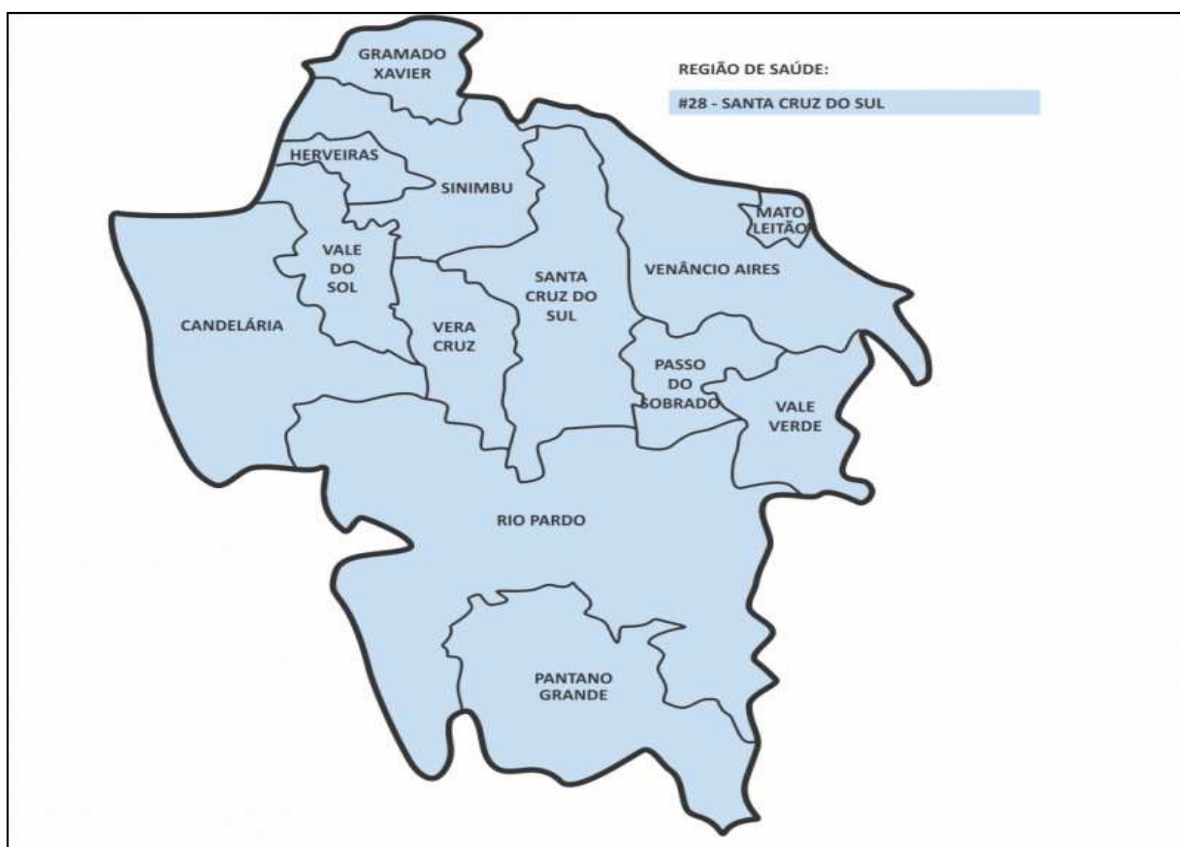 GRAMADO
XAVIER
REGIÃO DE SAÚDE:
#28 - SANTA CRUZ DO SUL
HERVEIRAS
SINIMBU
MATO
LEITÃO
VALE
DO
SOL
VENÂNCIO AIRES
SANTA
CRUZ DO
SUL
CANDELÁRIA
VERA
CRUZ
PASSO
DO
SOBRADO
VALE
VERDE
RIO PARDO
PANTANO
GRANDE